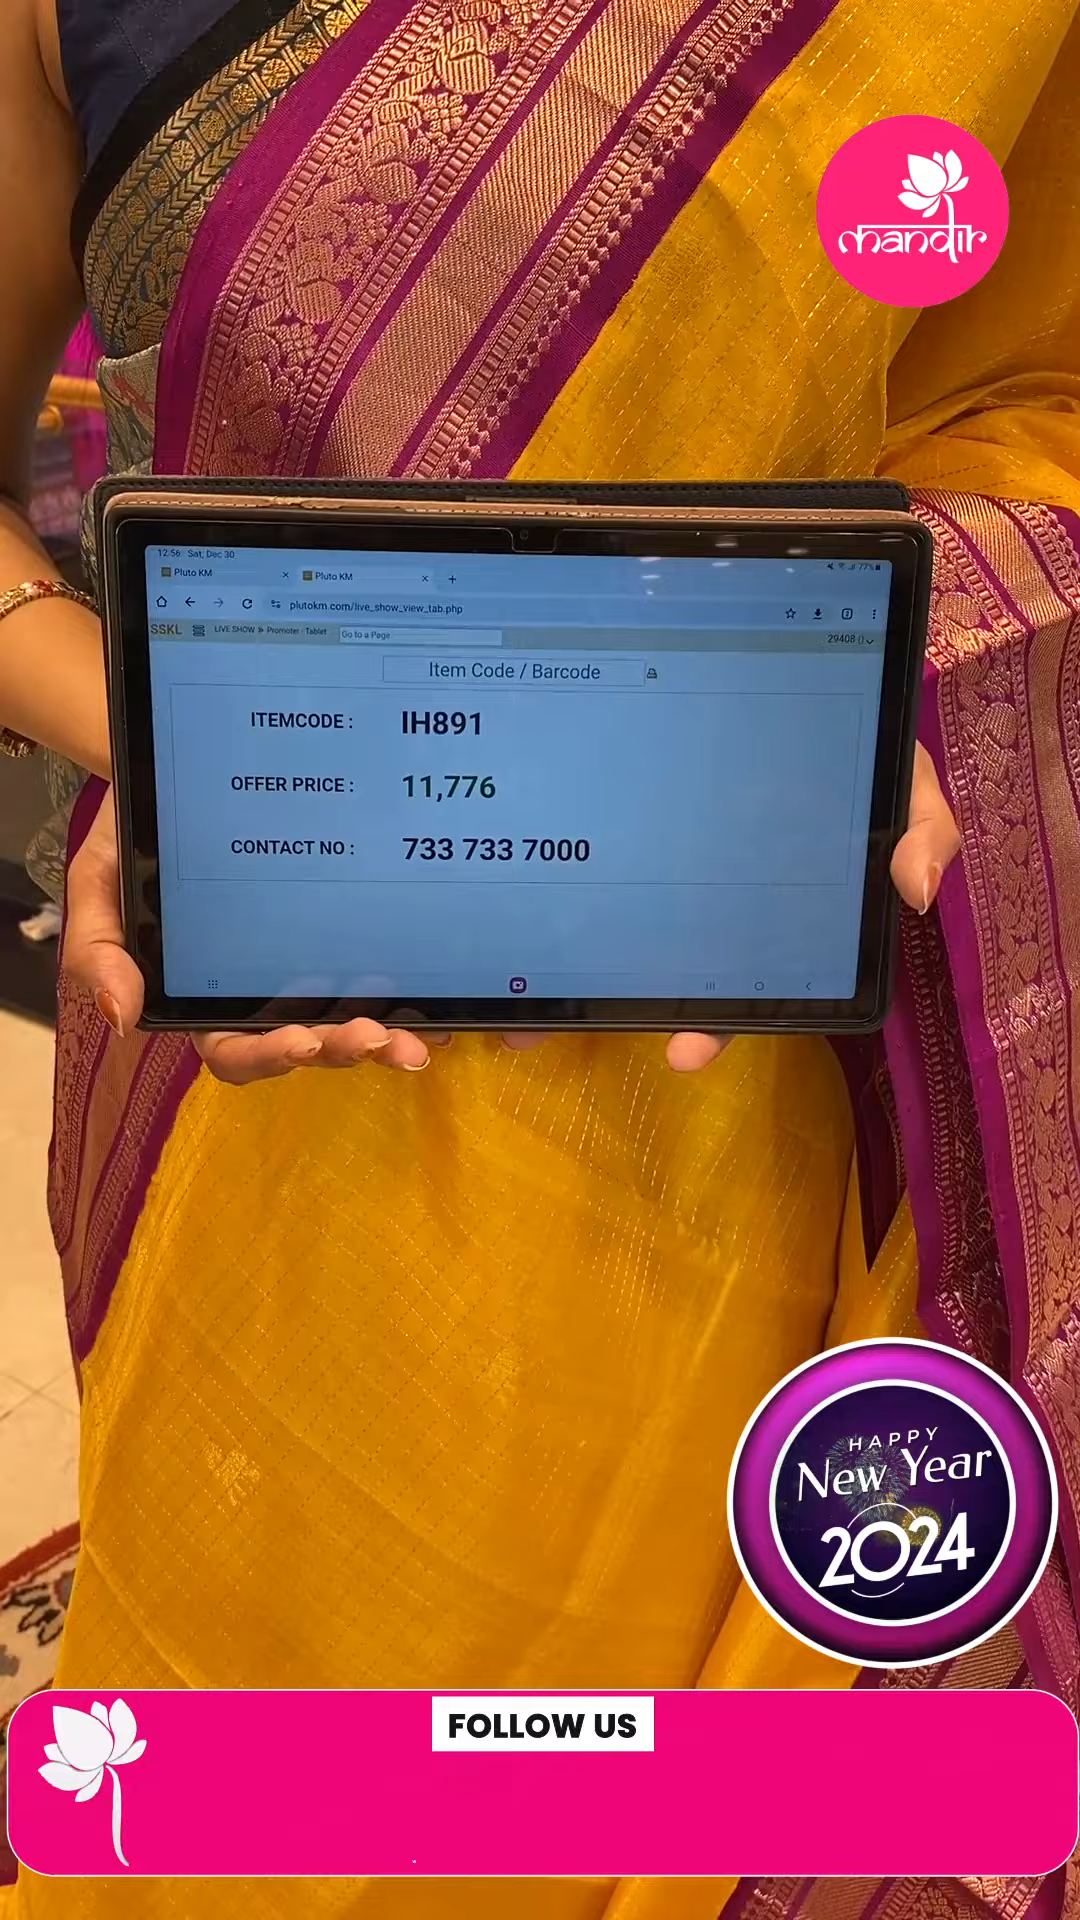 mandir
12:56 Sat, Dec 30
77%
Pluto KM
Pluto KM
plutokm.com/live_show_view_tab.php
SSKL
LIVE SHOW » Promoter - Tablet
Go to a Page
29408 ()
Item Code / Barcode
ITEMCODE : IH891
OFFER PRICE : 11,776
CONTACT NO : 733 733 7000
HAPPY
New Year
2024
FOLLOW US